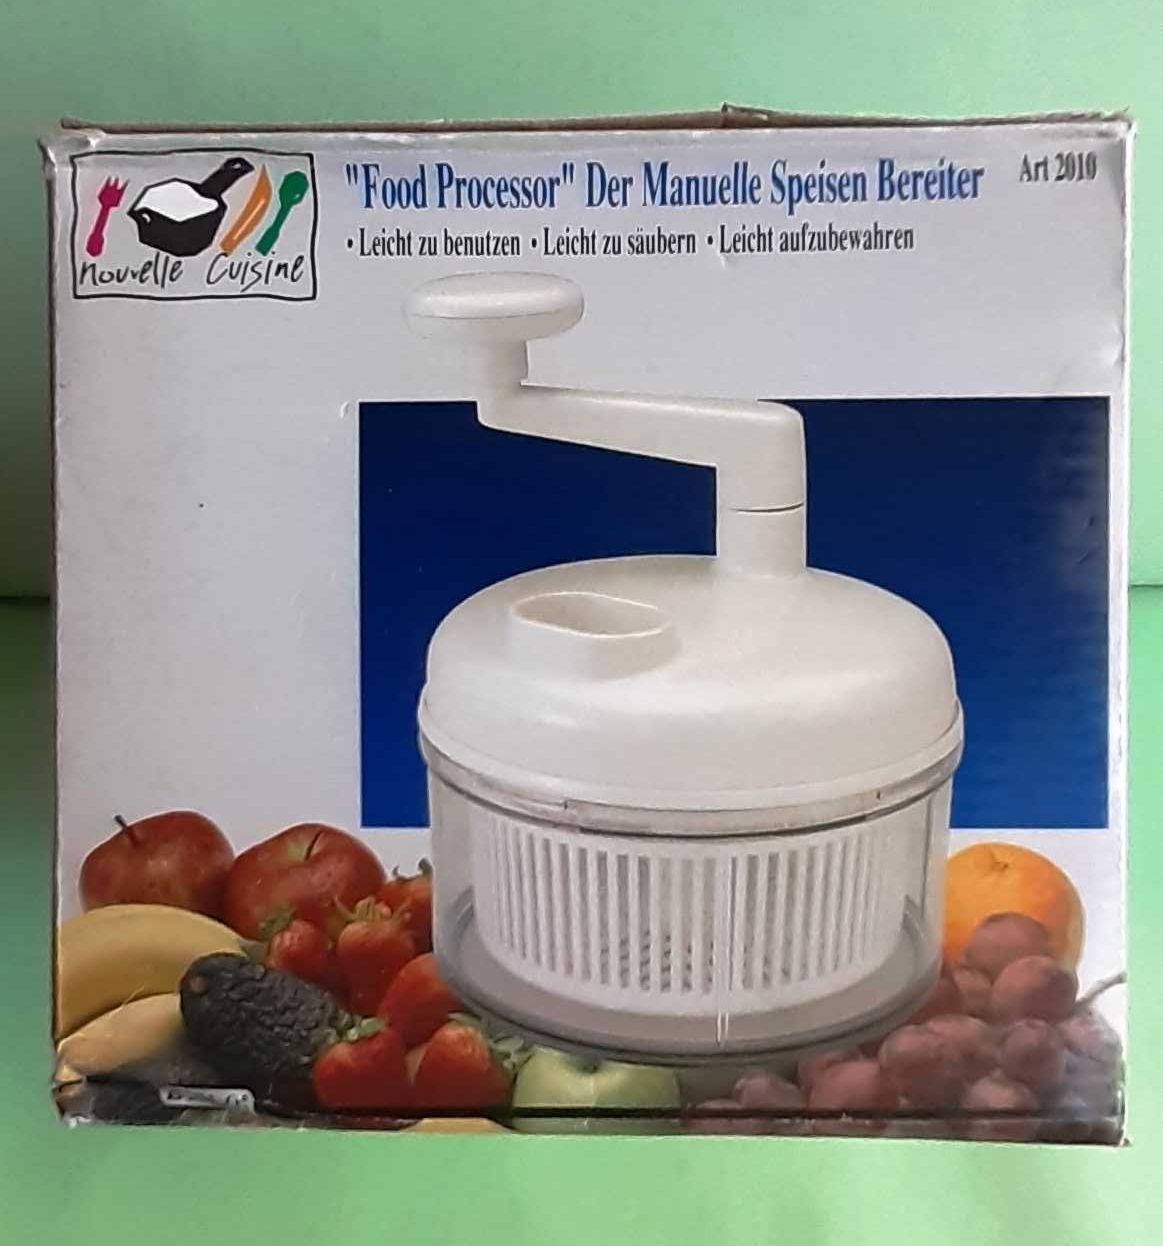 "Food Processor" Der Manuelle Speisen Bereiter
Art 2010
• Leicht zu benutzen • Leicht zu säubern • Leicht aufzubewahren
Nouvelle Cuisine